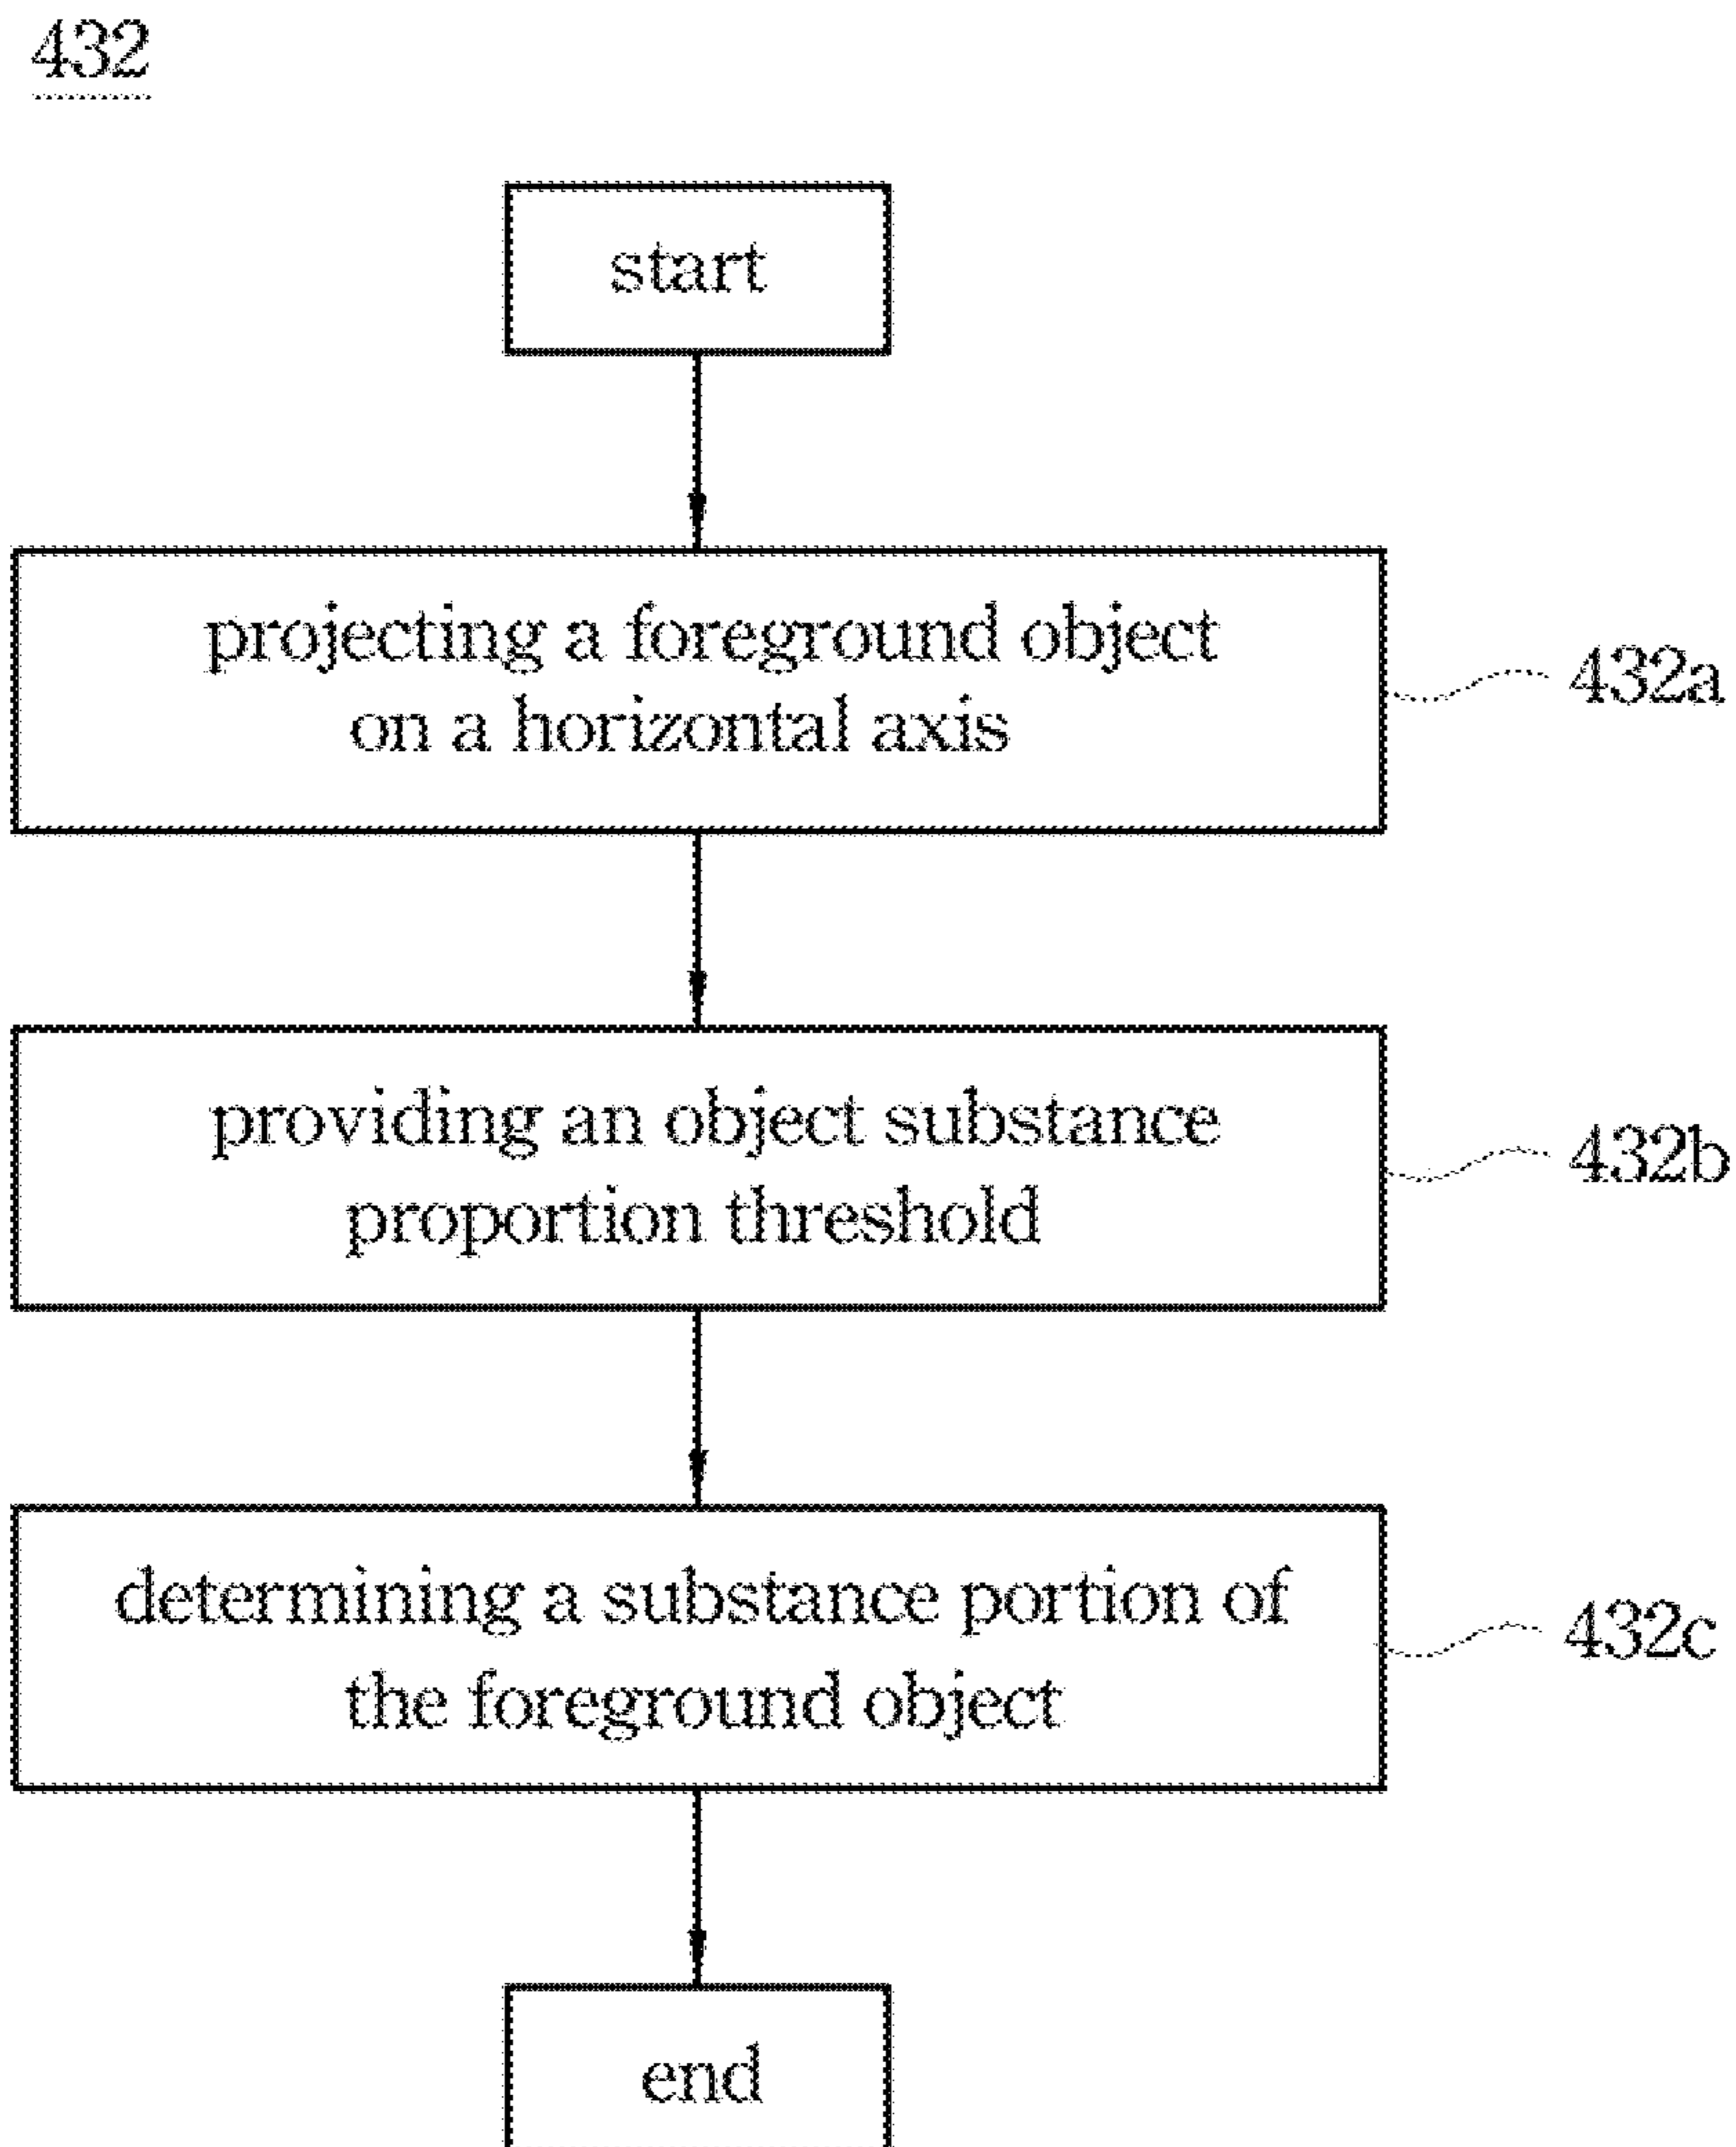 432
start
projecting a foreground object
on a horizontal axis
432a
providing an object substance
proportion threshold
432b
determining a substance portion of
the foreground object
432c
end